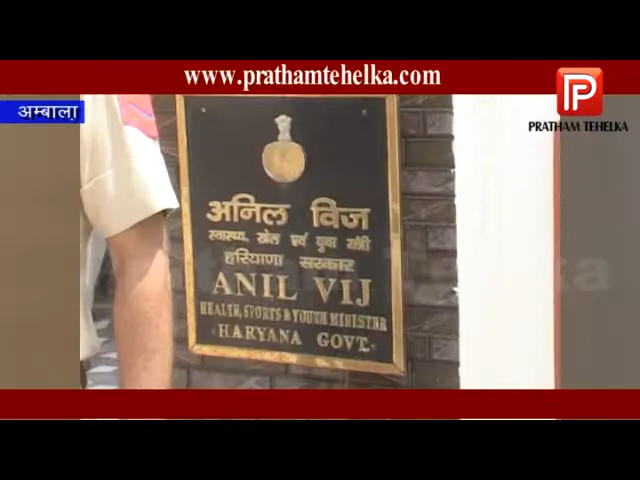 www.prathamtehelka.com
अम्बाला
PRATHAM TEHELKA
अनिल विज
स्वास्थ्य, खेल एवं युवा मंत्री
हरियाणा सरकार
ANIL VIJ
HEALTH, SPORTS & YOUTH MINISTER
HARYANA GOVT.